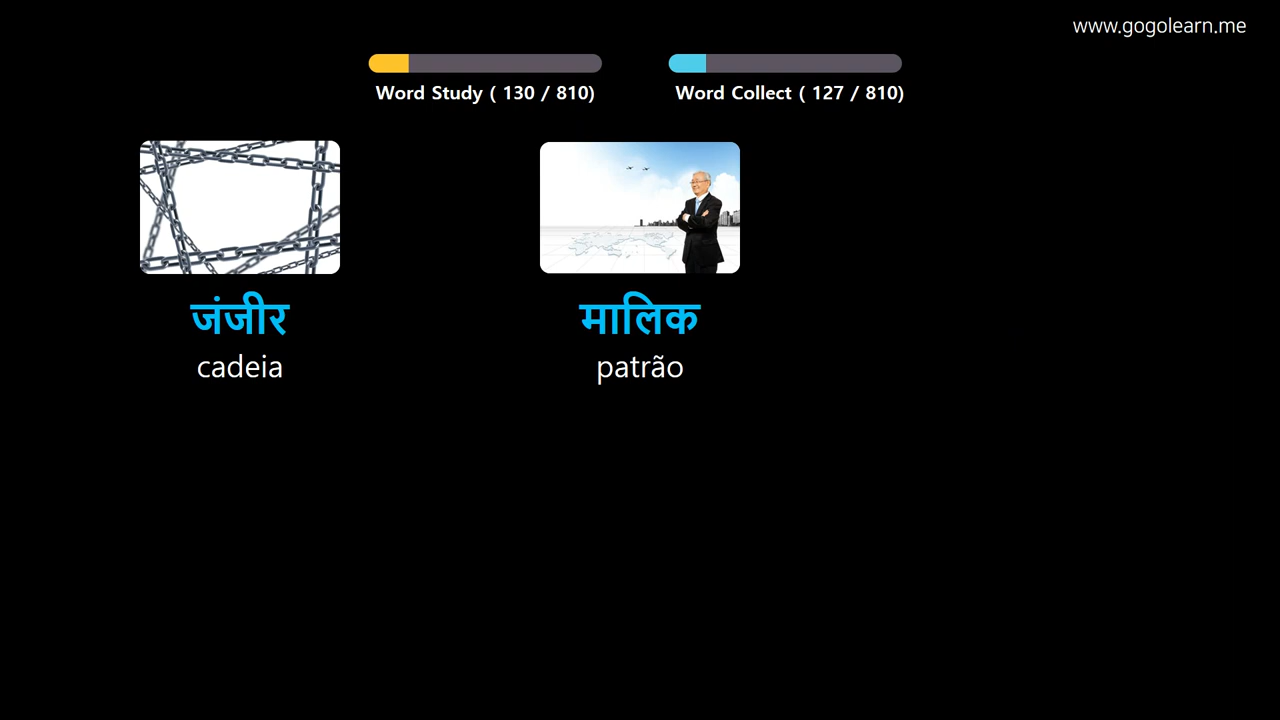 www.gogolearn.me
Word Study ( 130 / 810)
Word Collect ( 127 / 810)
जंजीर
cadeia
मालिक
patrão